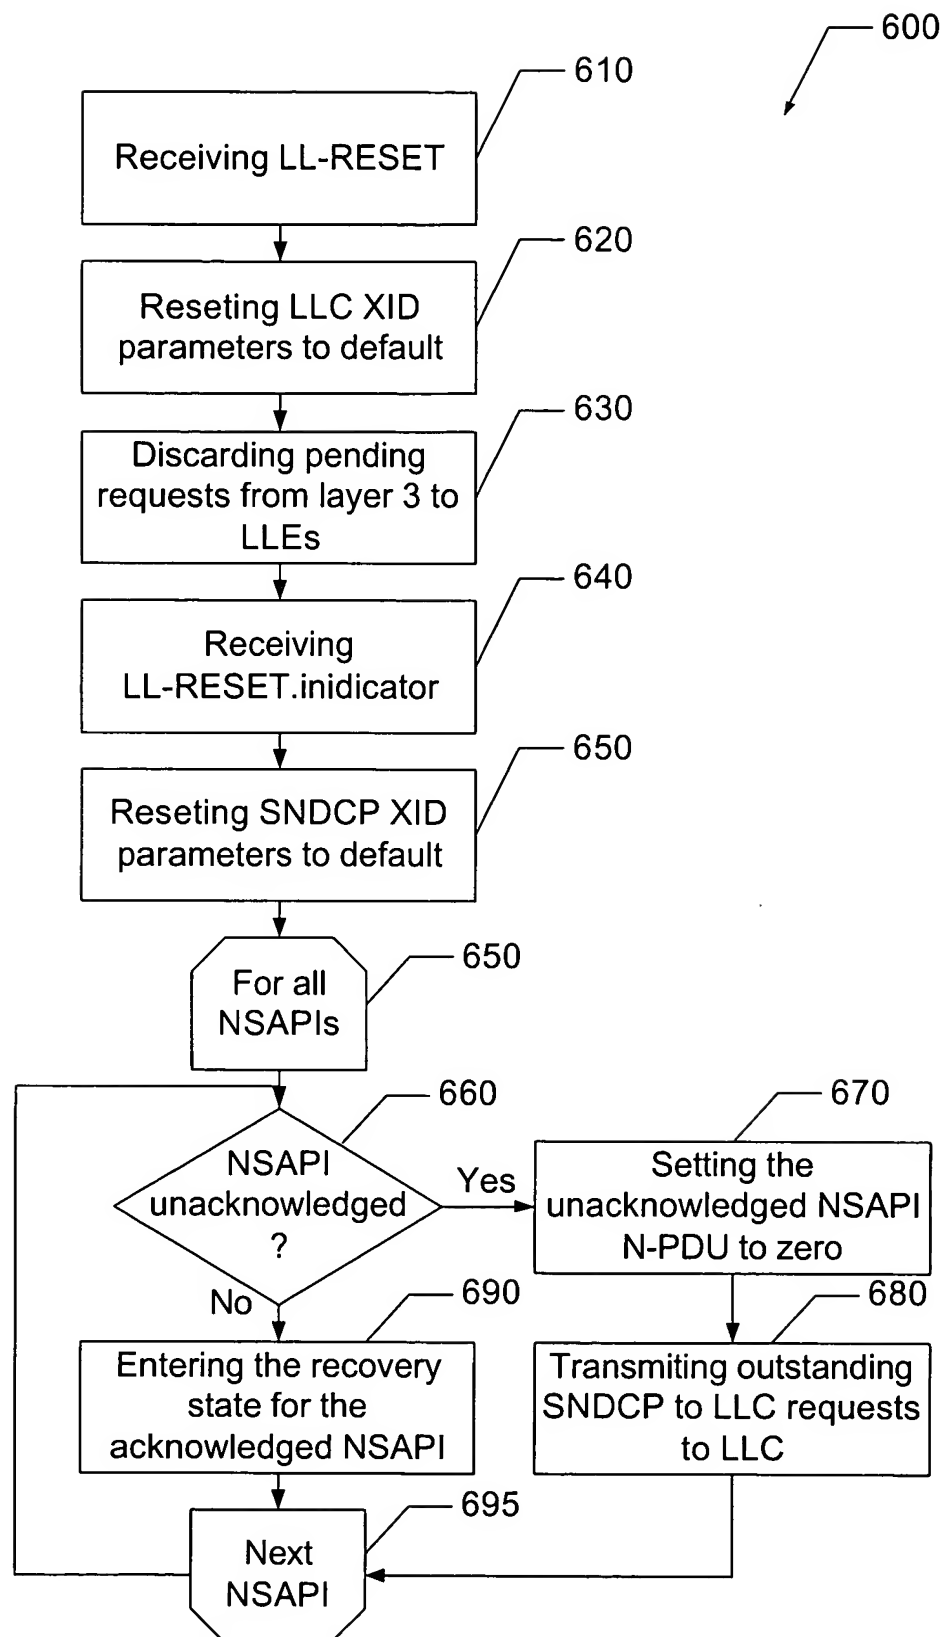 600
610
Receiving LL-RESET
620
Reseting LLC XID
parameters to default
630
Discarding pending
requests from layer 3 to
LLEs
640
Receiving
LL-RESET.inidicator
650
Reseting SNDCP XID
parameters to default
650
For all
NSAPIs
660
NSAPI
unacknowledged
?
Yes
No
670
Setting the
unacknowledged NSAPI
N-PDU to zero
680
Transmiting outstanding
SNDCP to LLC requests
to LLC
690
Entering the recovery
state for the
acknowledged NSAPI
695
Next
NSAPI